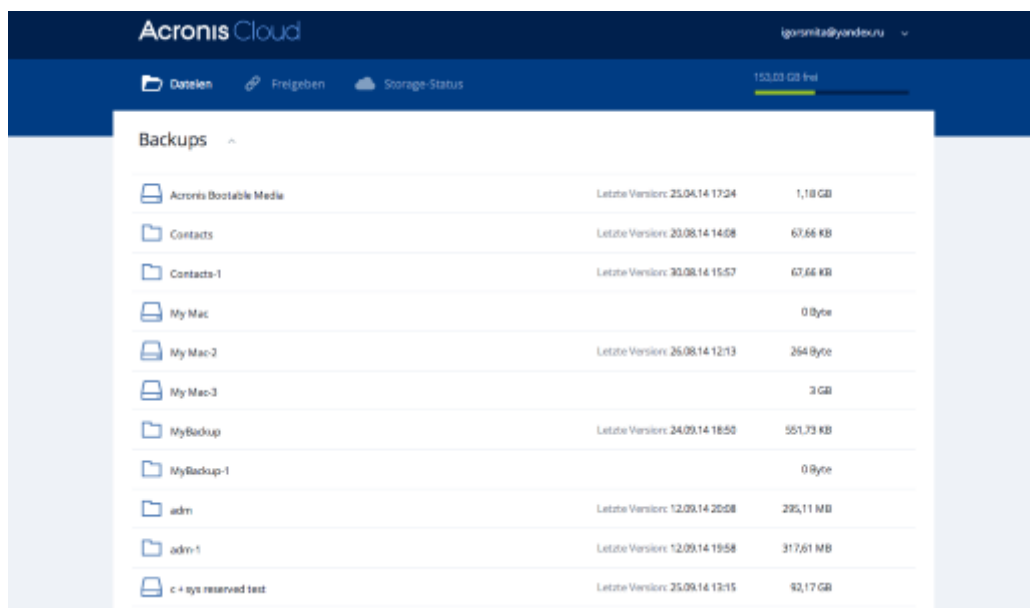 Acronis Cloud
igorsmita@yandex.ru
Dateien Freigeben Storage-Status
153,03 GB frei
Backups
Acronis Bootable Media Letzte Version: 25.04.14 17:24 1,18 GB
Contacts Letzte Version: 20.08.14 14:08 67,66 KB
Contacts-1 Letzte Version: 30.08.14 15:57 67,66 KB
My Mac 0 Byte
My Mac-2 Letzte Version: 26.08.14 12:13 264 Byte
My Mac-3 3 GB
MyBackup Letzte Version: 24.09.14 18:50 551,73 KB
MyBackup-1 0 Byte
adm Letzte Version: 12.09.14 20:08 295,11 MB
adm-1 Letzte Version: 12.09.14 19:58 317,61 MB
c + sys reserved test Letzte Version: 25.09.14 13:15 92,17 GB